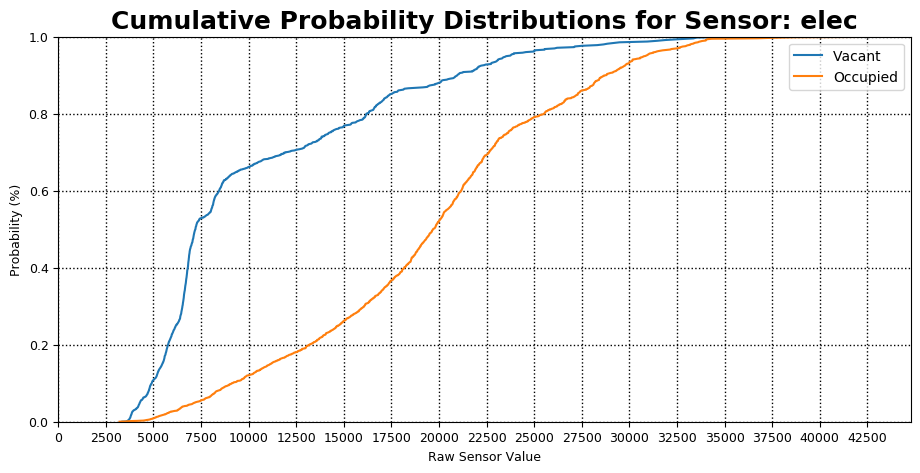 Cumulative Probability Distributions for Sensor: elec
1.0
0.8
0.6
0.4
0.2
0.0
Probability (%)
Vacant
Occupied
0 2500 5000 7500 10000 12500 15000 17500 20000 22500 25000 27500 30000 32500 35000 37500 40000 42500
Raw Sensor Value